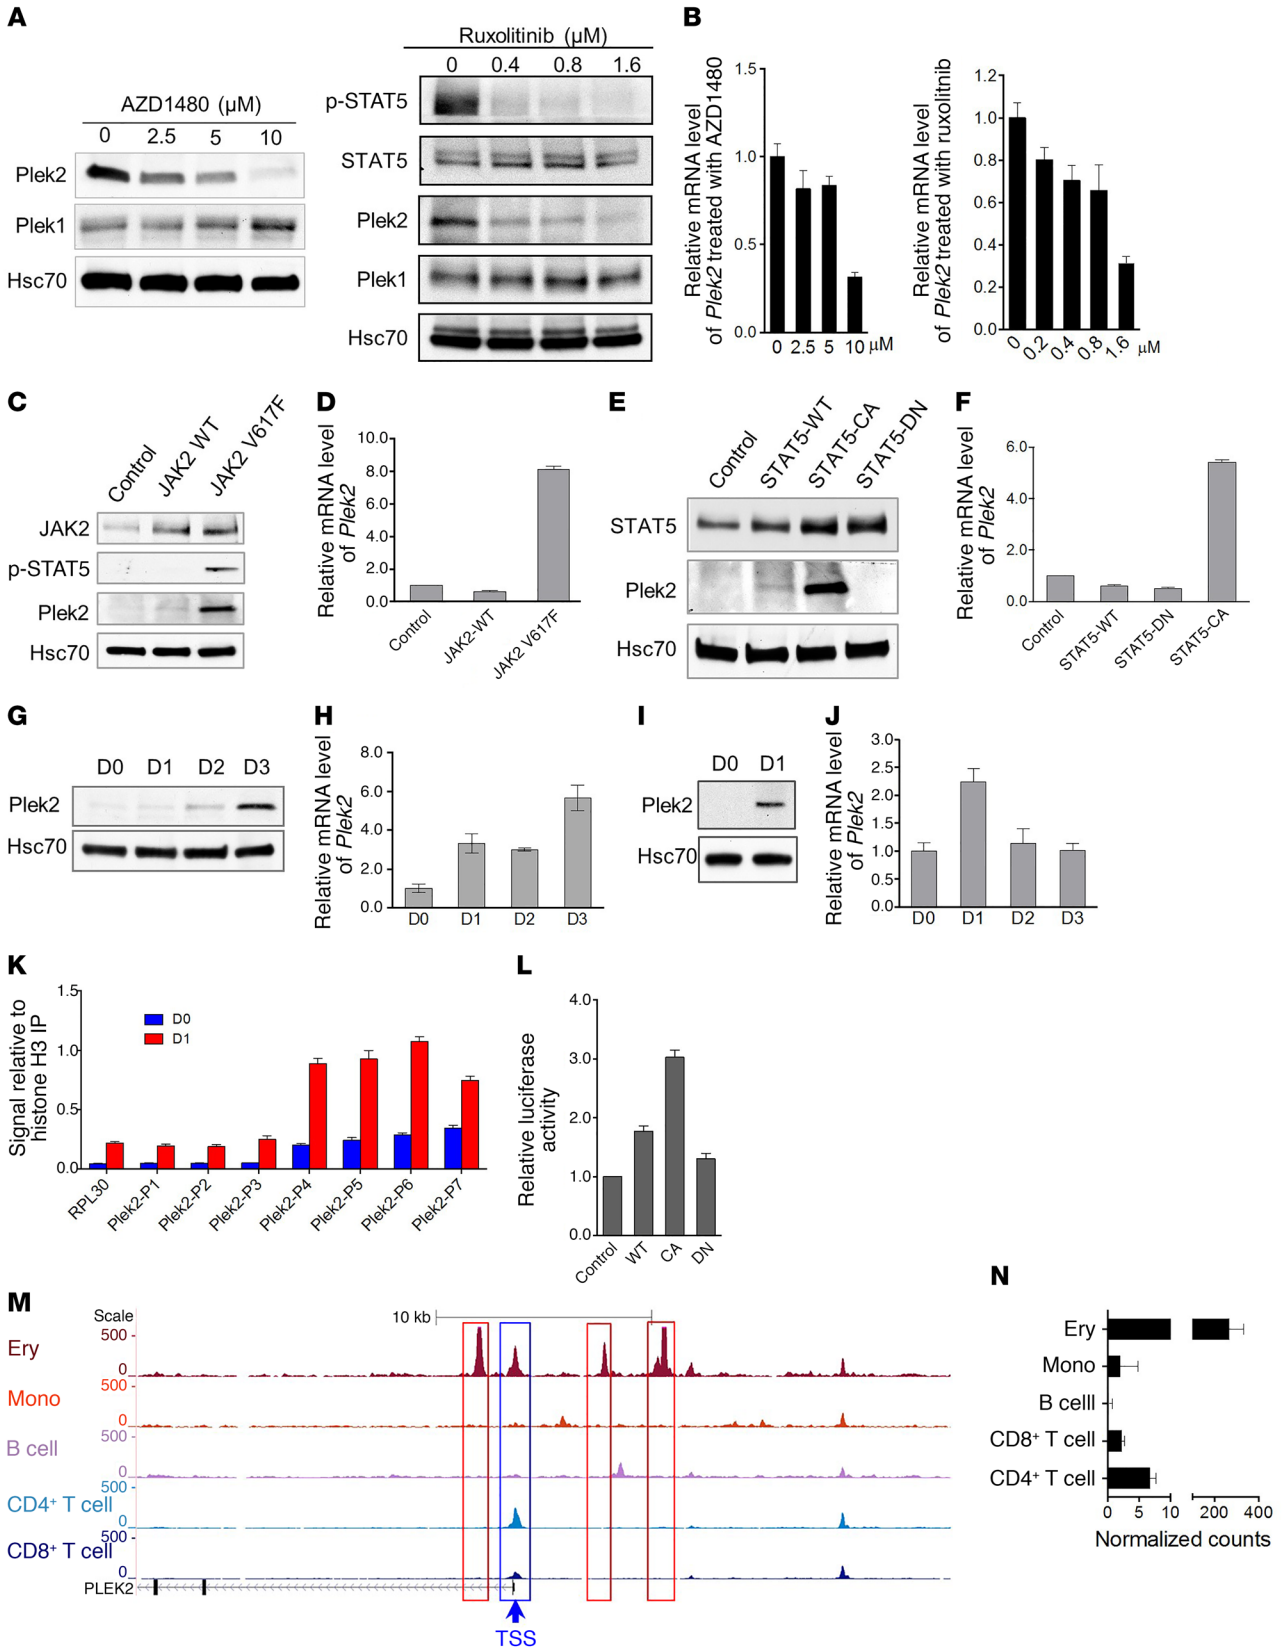 A
AZD1480 (µM)
0 2.5 5 10
Plek2
Plek1
Hsc70
Ruxolitinib (µM)
0 0.4 0.8 1.6
p-STAT5
STAT5
Plek2
Plek1
Hsc70
B
Relative mRNA level
of Plek2 treated with AZD1480
1.5
1.0
0.5
0.0
0 2.5 5 10 µM
Relative mRNA level
of Plek2 treated with ruxolitinib
1.2
1.0
0.8
0.6
0.4
0.2
0.0
0 0.2 0.4 0.8 1.6 µM
C
Control JAK2 WT JAK2 V617F
JAK2
p-STAT5
Plek2
Hsc70
D
Relative mRNA level
of Plek2
10.0
8.0
6.0
4.0
2.0
0.0
Control JAK2-WT JAK2 V617F
E
Control STAT5-WT STAT5-CA STAT5-DN
STAT5
Plek2
Hsc70
F
Relative mRNA level
of Plek2
6.0
4.0
2.0
0.0
Control STAT5-WT STAT5-DN STAT5-CA
G
D0 D1 D2 D3
Plek2
Hsc70
H
Relative mRNA level
of Plek2
8.0
6.0
4.0
2.0
0.0
D0 D1 D2 D3
I
D0 D1
Plek2
Hsc70
J
Relative mRNA level
of Plek2
3.0
2.5
2.0
1.5
1.0
0.5
0.0
D0 D1 D2 D3
K
Signal relative to
histone H3 IP
1.5
1.0
0.5
0.0
D0
D1
RPL30 Plek2-P1 Plek2-P2 Plek2-P3 Plek2-P4 Plek2-P5 Plek2-P6 Plek2-P7
L
Relative luciferase
activity
4.0
3.0
2.0
1.0
0.0
Control WT CA DN
M
Scale 10 kb
Ery
500
0
Mono
500
0
B cell
500
0
CD4+ T cell
500
0
CD8+ T cell
500
0
PLEK2
TSS
N
Ery
Mono
B celll
CD8+ T cell
CD4+ T cell
0 5 10 200 400
Normalized counts